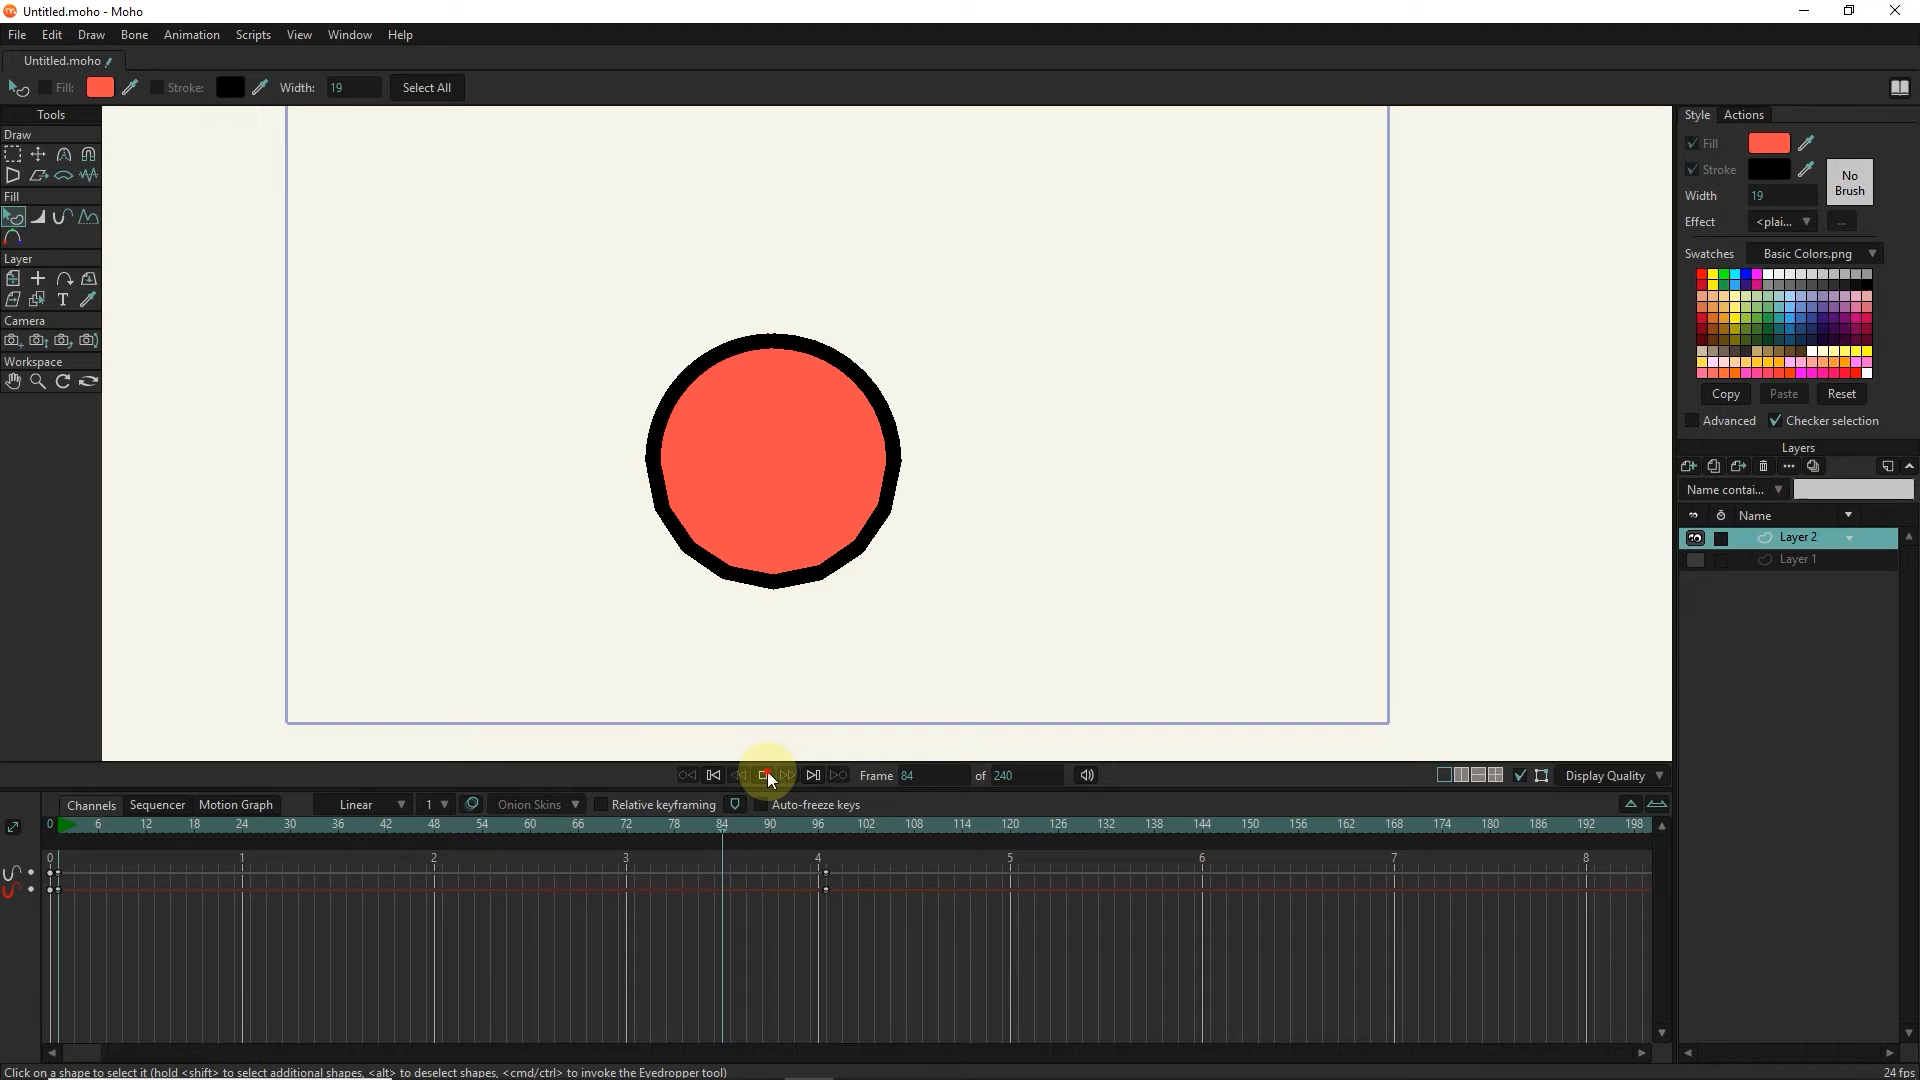 Untitled.moho - Moho
File Edit Draw Bone Animation Scripts View Window Help
Untitled.moho
Fill: Stroke: Width: 19 Select All
Tools
Draw
Fill
Layer
Camera
Workspace
Style Actions
Fill
Stroke
No Brush
Width 19
Effect <plai... ...
Swatches Basic Colors.png
Copy Paste Reset
Advanced Checker selection
Layers
Name contai...
Name
Layer 2
Layer 1
Frame 84 of 240 Display Quality
Channels Sequencer Motion Graph Linear 1 Onion Skins Relative keyframing Auto-freeze keys
0 6 12 18 24 30 36 42 48 54 60 66 72 78 84 90 96 102 108 114 120 126 132 138 144 150 156 162 168 174 180 186 192 198
0 1 2 3 4 5 6 7 8
Click on a shape to select it (hold <shift> to select additional shapes, <alt> to deselect shapes, <cmd/ctrl> to invoke the Eyedropper tool) 24 fps